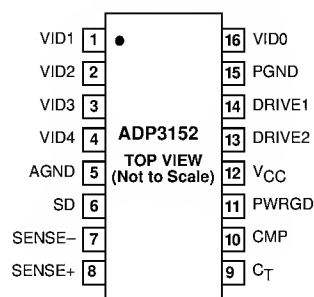 VID1 1 16 VID0
VID2 2 15 PGND
VID3 3 14 DRIVE1
VID4 4 ADP3152 13 DRIVE2
AGND 5 TOP VIEW 12 VCC
(Not to Scale)
SD 6 11 PWRGD
SENSE– 7 10 CMP
SENSE+ 8 9 CT